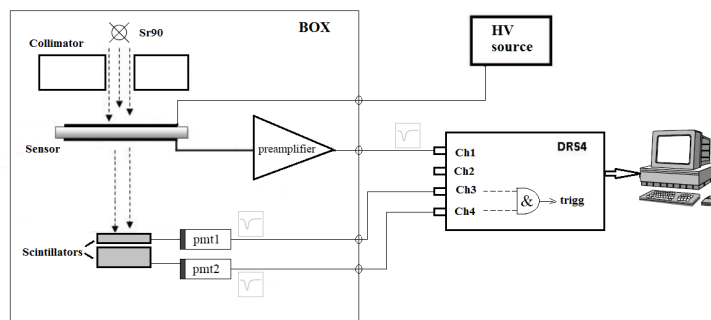 BOX
Sr90
Collimator
HV
source
Sensor
preamplifier
DRS4
Ch1
Ch2
Ch3
Ch4
&
trigg
Scintillators
pmt1
pmt2